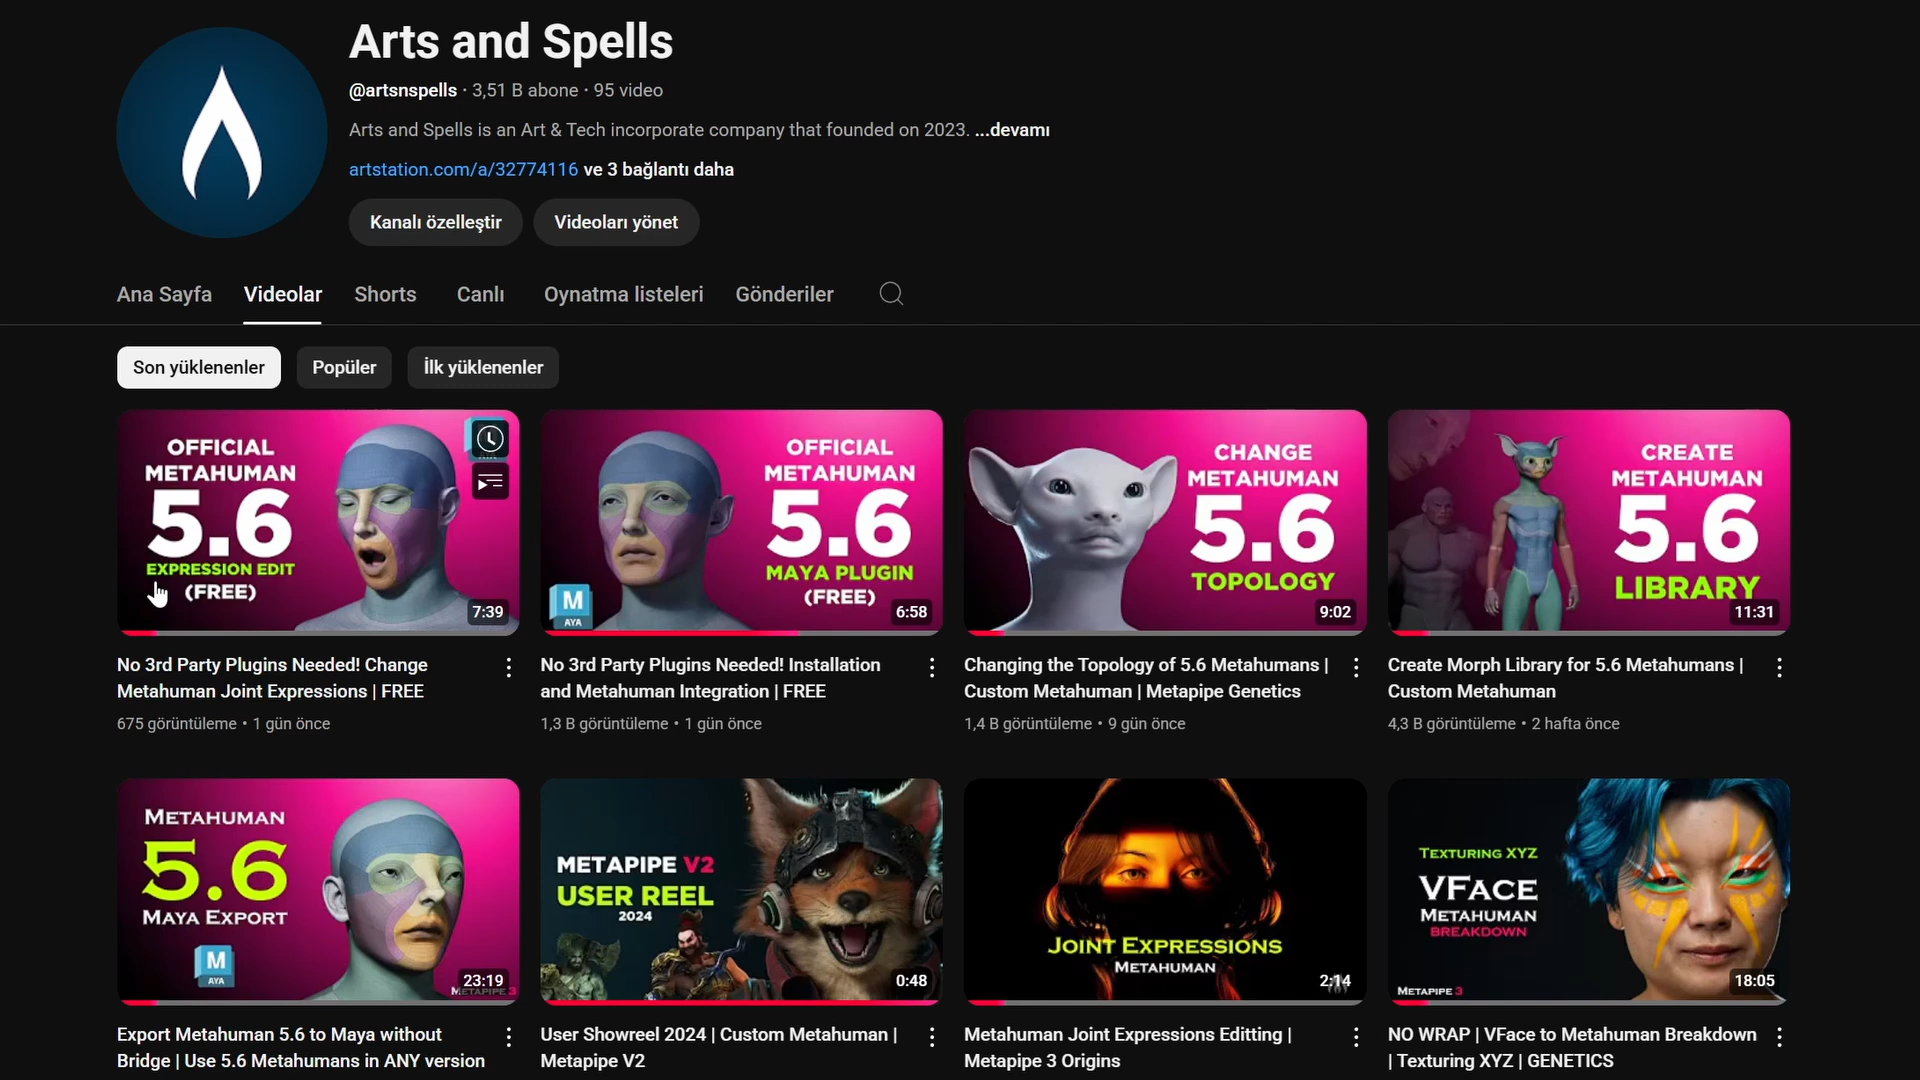 Arts and Spells
@artsnspells · 3,51 B abone · 95 video
Arts and Spells is an Art & Tech incorporate company that founded on 2023. ...devamı
artstation.com/a/32774116 ve 3 bağlantı daha
Kanalı özelleştir
Videoları yönet
Ana Sayfa
Videolar
Shorts
Canlı
Oynatma listeleri
Gönderiler
Son yüklenenler
Popüler
İlk yüklenenler
OFFICIAL
METAHUMAN
5.6
EXPRESSION EDIT
(FREE)
7:39
No 3rd Party Plugins Needed! Change
Metahuman Joint Expressions | FREE
675 görüntüleme • 1 gün önce
OFFICIAL
METAHUMAN
5.6
MAYA PLUGIN
(FREE)
M
AYA
6:58
No 3rd Party Plugins Needed! Installation
and Metahuman Integration | FREE
1,3 B görüntüleme • 1 gün önce
CHANGE
METAHUMAN
5.6
TOPOLOGY
9:02
Changing the Topology of 5.6 Metahumans |
Custom Metahuman | Metapipe Genetics
1,4 B görüntüleme • 9 gün önce
CREATE
METAHUMAN
5.6
LIBRARY
11:31
Create Morph Library for 5.6 Metahumans |
Custom Metahuman
4,3 B görüntüleme • 2 hafta önce
METAHUMAN
5.6
MAYA EXPORT
M
AYA
23:19
METAPIPE 3
Export Metahuman 5.6 to Maya without
Bridge | Use 5.6 Metahumans in ANY version
METAPIPE V2
USER REEL
2024
0:48
User Showreel 2024 | Custom Metahuman |
Metapipe V2
JOINT EXPRESSIONS
METAHUMAN
2:14
Metahuman Joint Expressions Editting |
Metapipe 3 Origins
TEXTURING XYZ
VFACE
METAHUMAN
BREAKDOWN
METAPIPE 3
18:05
NO WRAP | VFace to Metahuman Breakdown
| Texturing XYZ | GENETICS